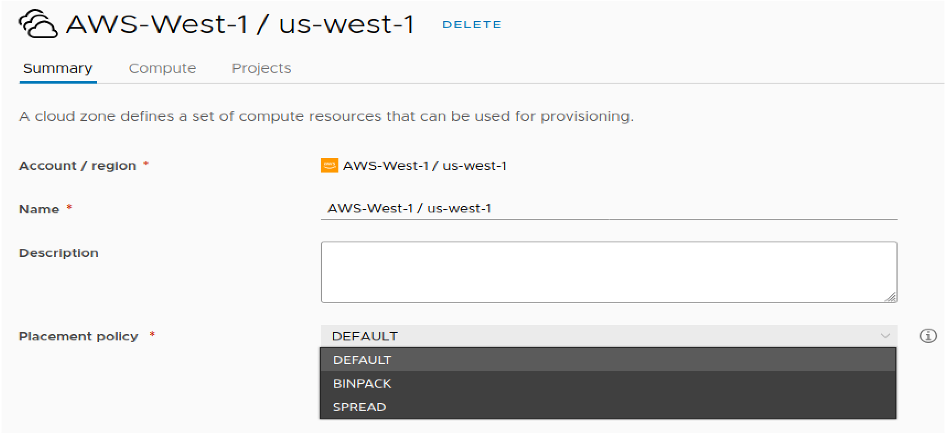 AWS-West-1 / us-west-1 DELETE
Summary Compute Projects
A cloud zone defines a set of compute resources that can be used for provisioning.
Account / region * AWS-West-1 / us-west-1
Name * AWS-West-1 / us-west-1
Description
Placement policy * DEFAULT
DEFAULT
BINPACK
SPREAD